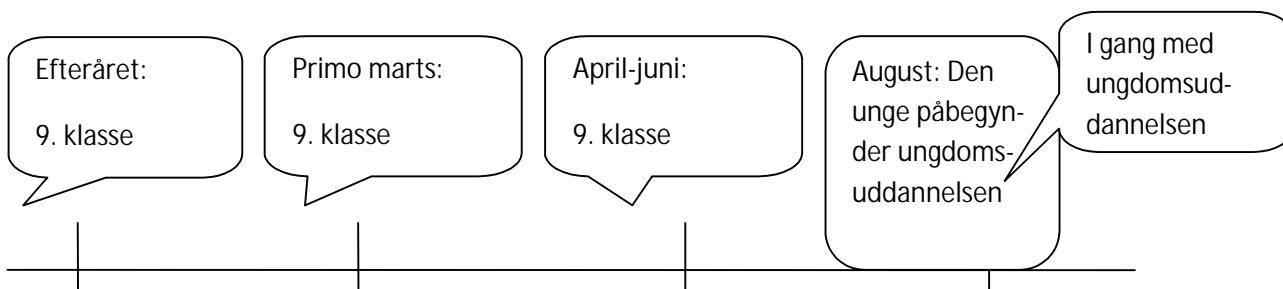 Efteråret:
9. klasse
Primo marts:
9. klasse
April-juni:
9. klasse
August: Den
unge påbegyn-
der ungdoms-
uddannelsen
I gang med
ungdomsud-
dannelsen